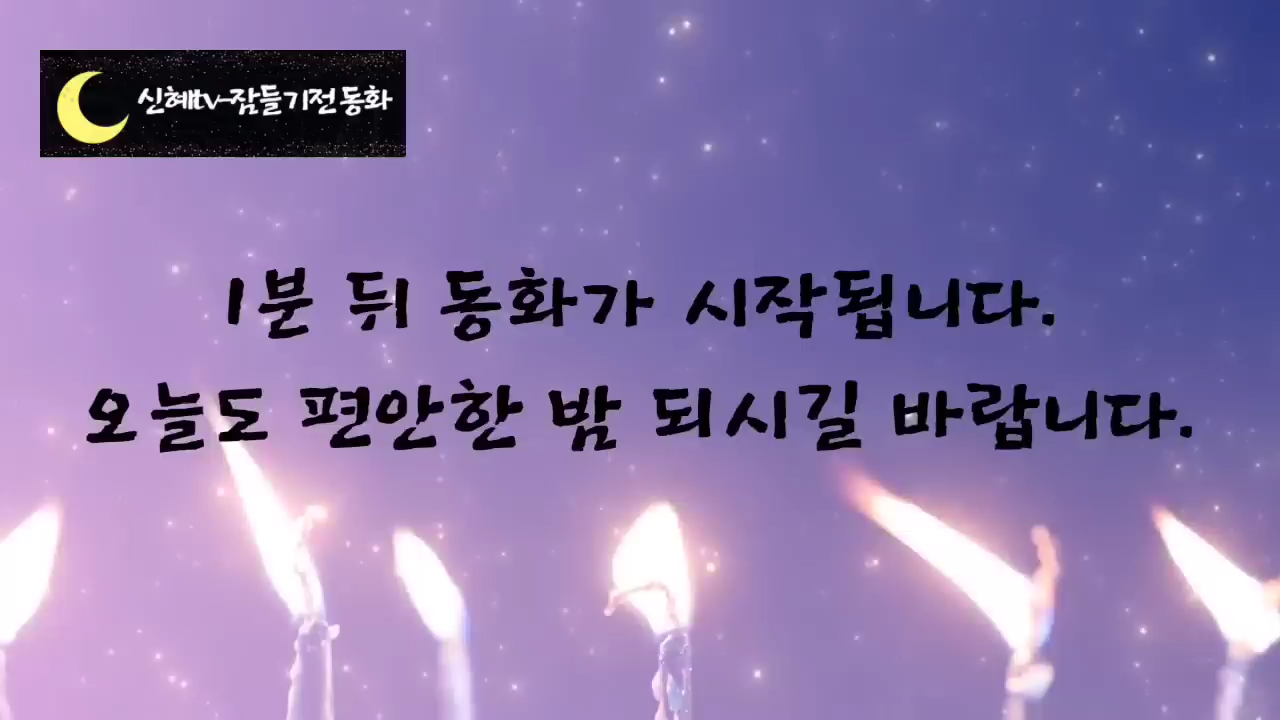 신혜tv-잠들기전 동화
1분 뒤 동화가 시작됩니다.
오늘도 편안한 밤 되시길 바랍니다.